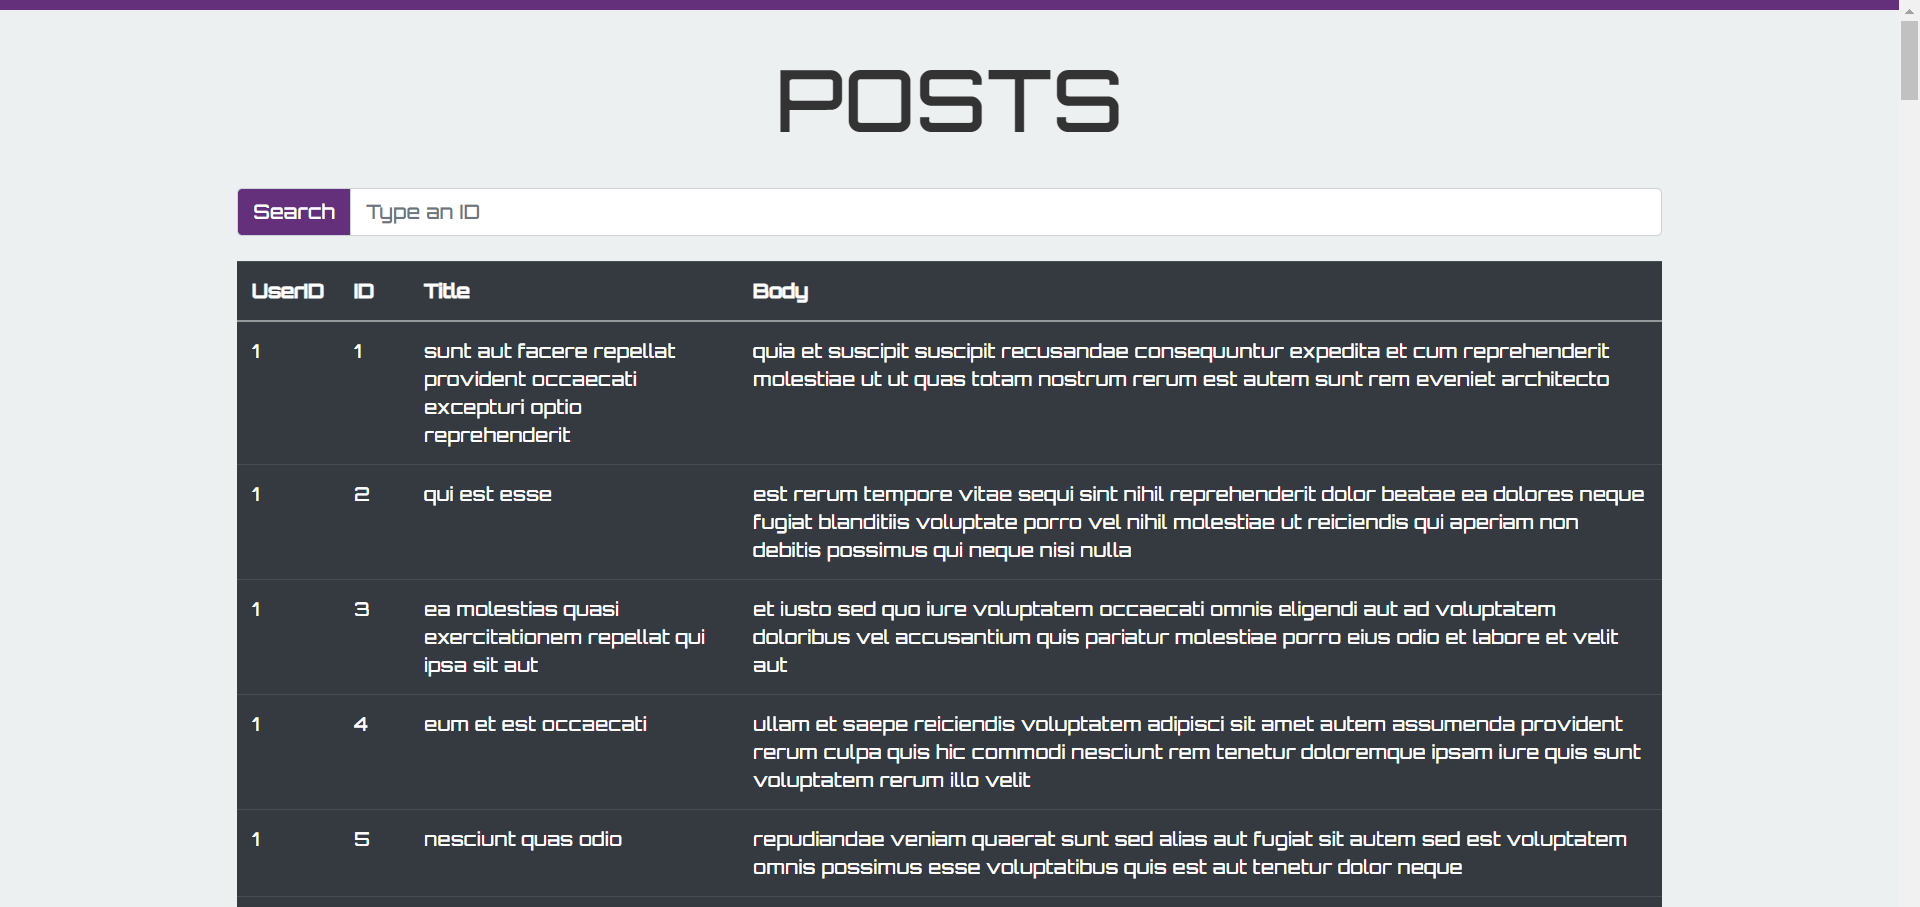 POSTS
Search Type an ID
UserID ID Title Body
1 1 sunt aut facere repellat quia et suscipit suscipit recusandae consequuntur expedita et cum reprehenderit
provident occaecati molestiae ut ut quas totam nostrum rerum est autem sunt rem eveniet architecto
excepturi optio
reprehenderit
1 2 qui est esse est rerum tempore vitae sequi sint nihil reprehenderit dolor beatae ea dolores neque
fugiat blanditiis voluptate porro vel nihil molestiae ut reiciendis qui aperiam non
debitis possimus qui neque nisi nulla
1 3 ea molestias quasi et iusto sed quo iure voluptatem occaecati omnis eligendi aut ad voluptatem
exercitationem repellat qui doloribus vel accusantium quis pariatur molestiae porro eius odio et labore et velit
ipsa sit aut aut
1 4 eum et est occaecati ullam et saepe reiciendis voluptatem adipisci sit amet autem assumenda provident
rerum culpa quis hic commodi nesciunt rem tenetur doloremque ipsam iure quis sunt
voluptatem rerum illo velit
1 5 nesciunt quas odio repudiandae veniam quaerat sunt sed alias aut fugiat sit autem sed est voluptatem
omnis possimus esse voluptatibus quis est aut tenetur dolor neque